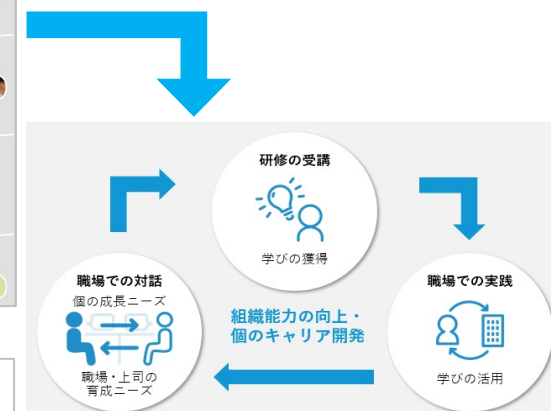 研修の受講
学びの獲得
職場での対話
個の成長ニーズ
職場・上司の
育成ニーズ
組織能力の向上・
個のキャリア開発
職場での実践
学びの活用